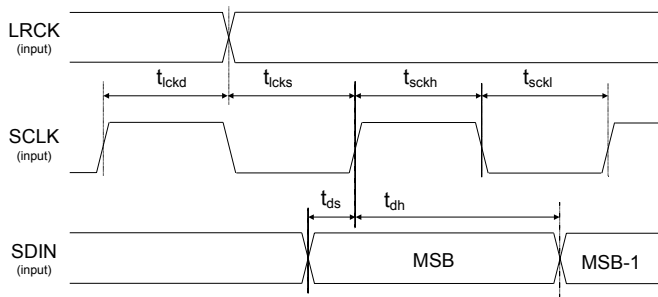 LRCK
(input)
tlckd
tlcks
tsckh
tsckl
SCLK
(input)
tds
tdh
SDIN
(input)
MSB
MSB-1